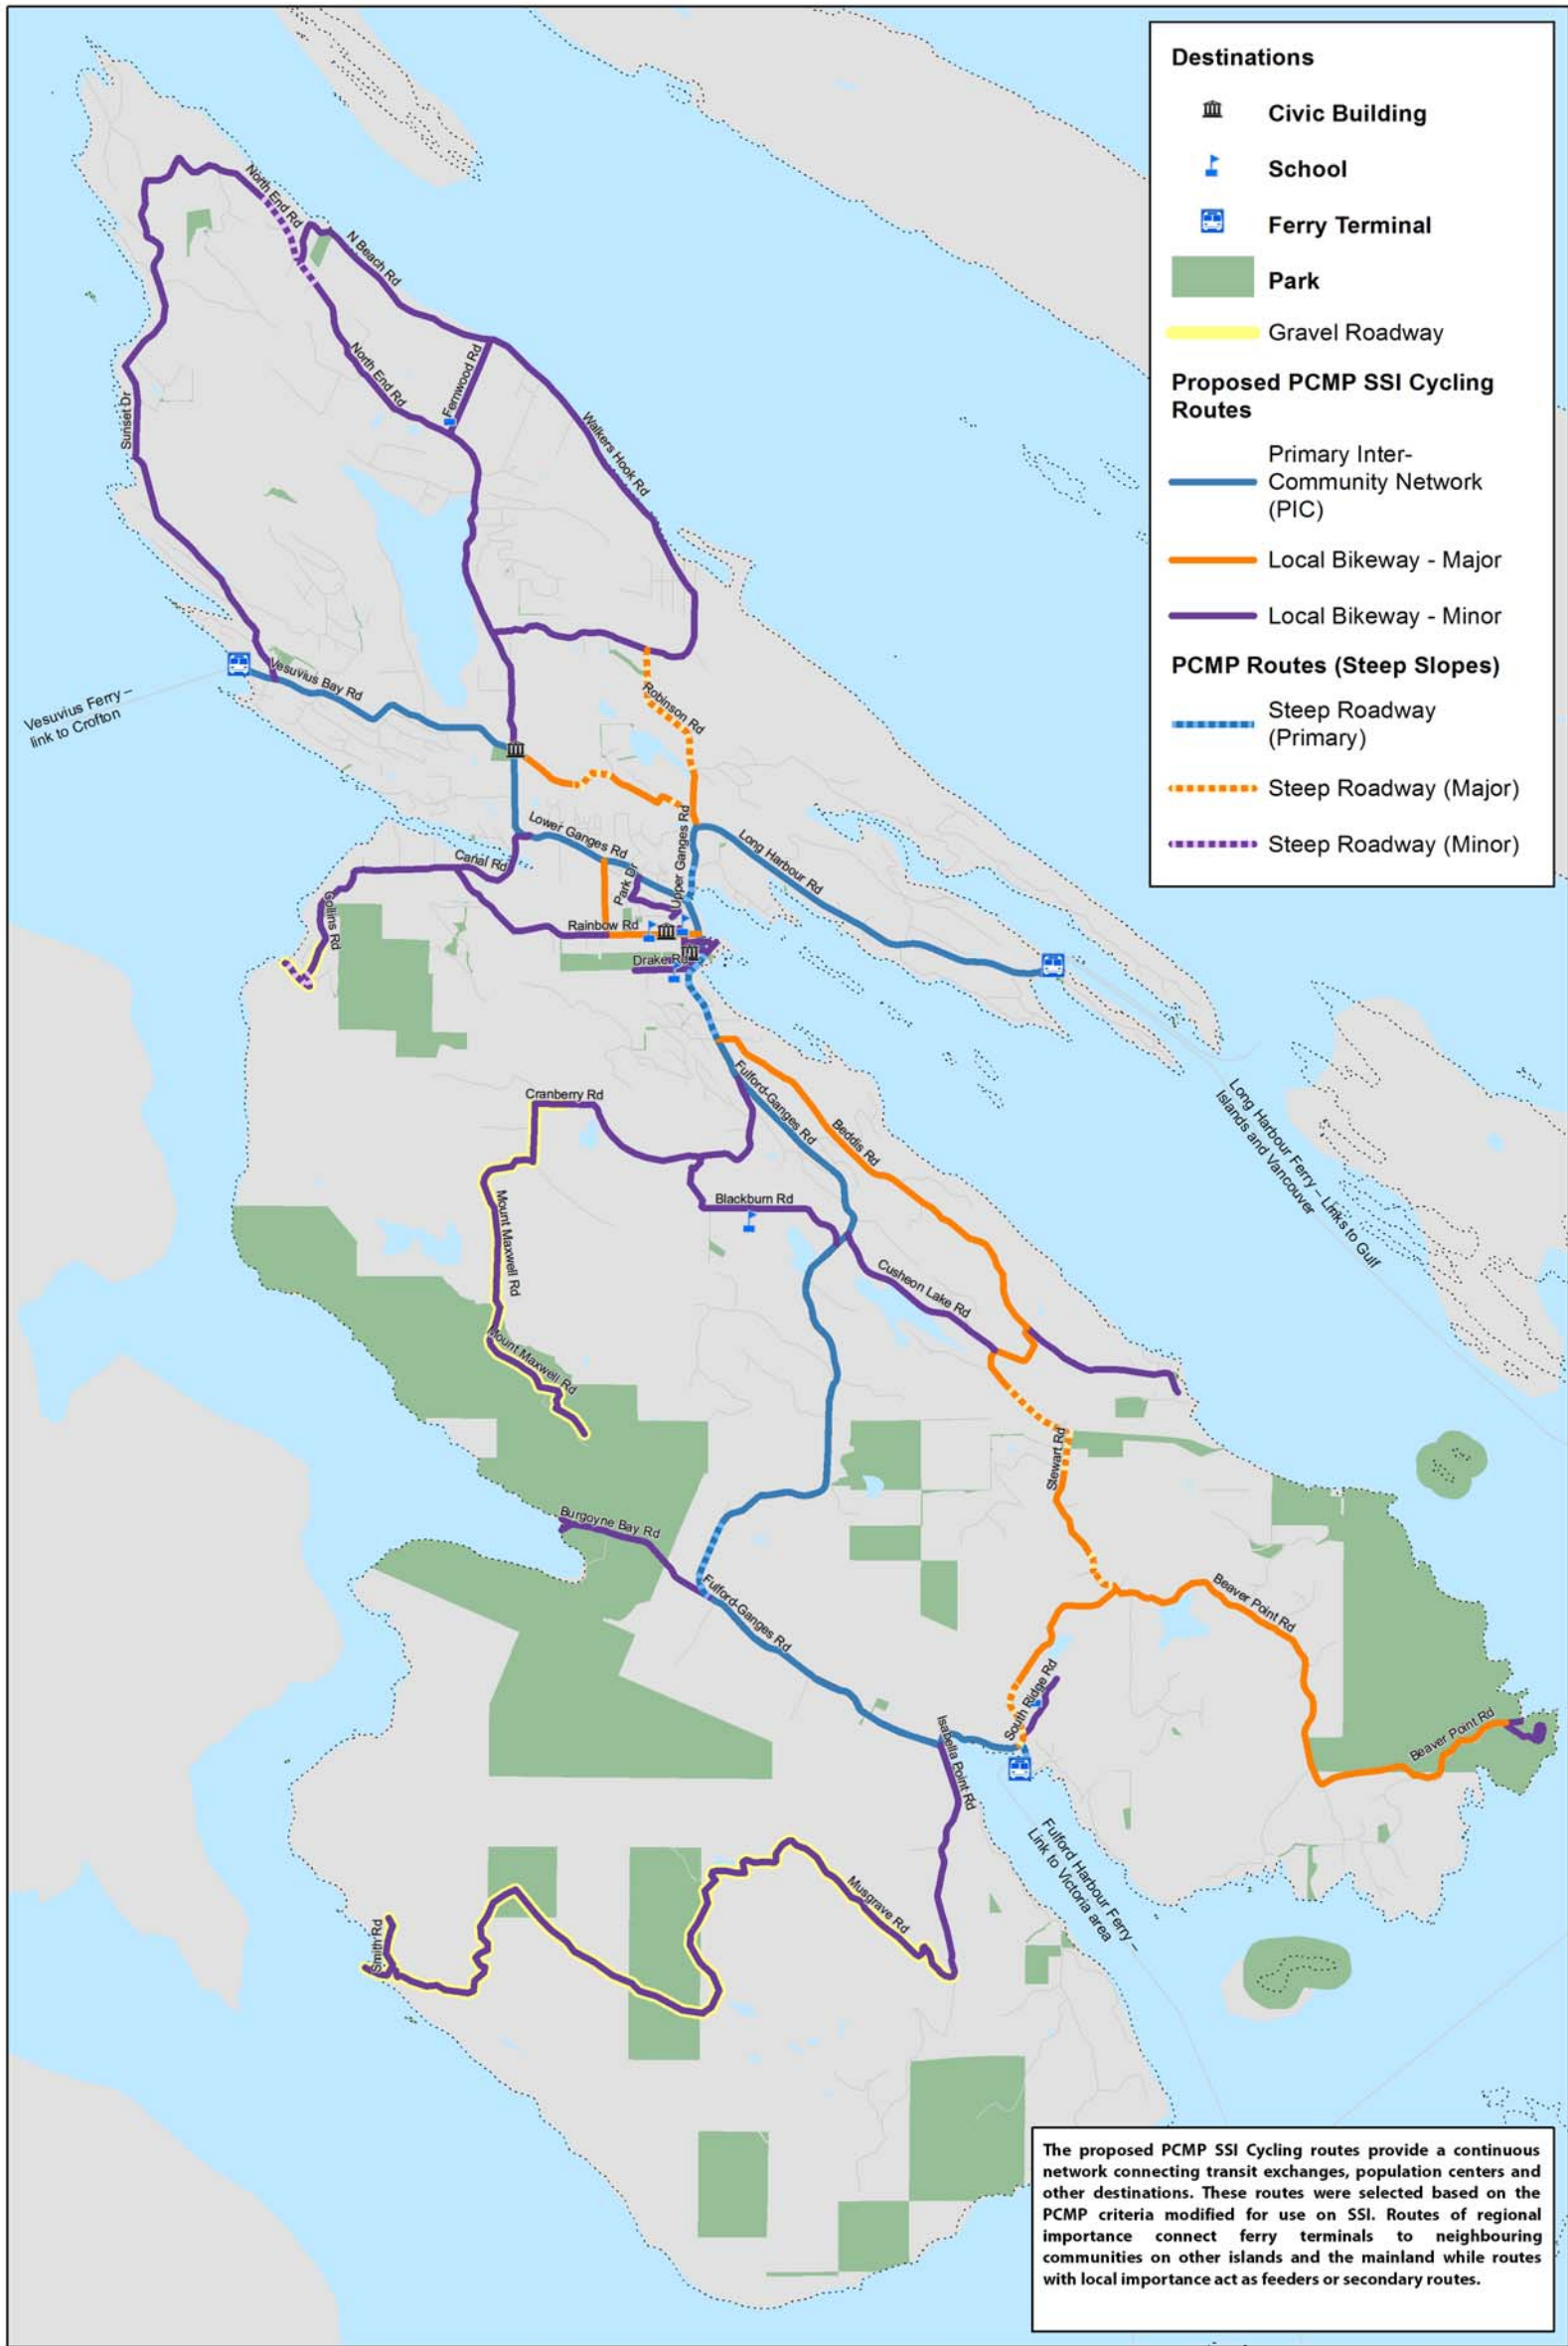 Destinations
Civic Building
School
Ferry Terminal
Park
Gravel Roadway
Proposed PCMP SSI Cycling
Routes
Primary Inter-
Community Network
(PIC)
Local Bikeway - Major
Local Bikeway - Minor
PCMP Routes (Steep Slopes)
Steep Roadway
(Primary)
Steep Roadway (Major)
Steep Roadway (Minor)
North End Rd
N Beach Rd
North End Rd
Fernwood Rd
Sunset Dr
Walkers Hook Rd
Vesuvius Bay Rd
Vesuvius Ferry –
link to Crofton
Robinson Rd
Lower Ganges Rd
Upper Ganges Rd
Long Harbour Rd
Canal Rd
Park Dr
Collins Rd
Rainbow Rd
Drake Rd
Fulford-Ganges Rd
Cranberry Rd
Beddis Rd
Long Harbour Ferry – Links to Gulf
Islands and Vancouver
Blackburn Rd
Mount Maxwell Rd
Cusheon Lake Rd
Mount Maxwell Rd
Stewart Rd
Burgoyne Bay Rd
Fulford-Ganges Rd
Beaver Point Rd
South Ridge Rd
Beaver Point Rd
Isabella Point Rd
Fulford Harbour Ferry –
Link to Victoria area
Musgrave Rd
Smith Rd
The proposed PCMP SSI Cycling routes provide a continuous
network connecting transit exchanges, population centers and
other destinations. These routes were selected based on the
PCMP criteria modified for use on SSI. Routes of regional
importance connect ferry terminals to neighbouring
communities on other islands and the mainland while routes
with local importance act as feeders or secondary routes.